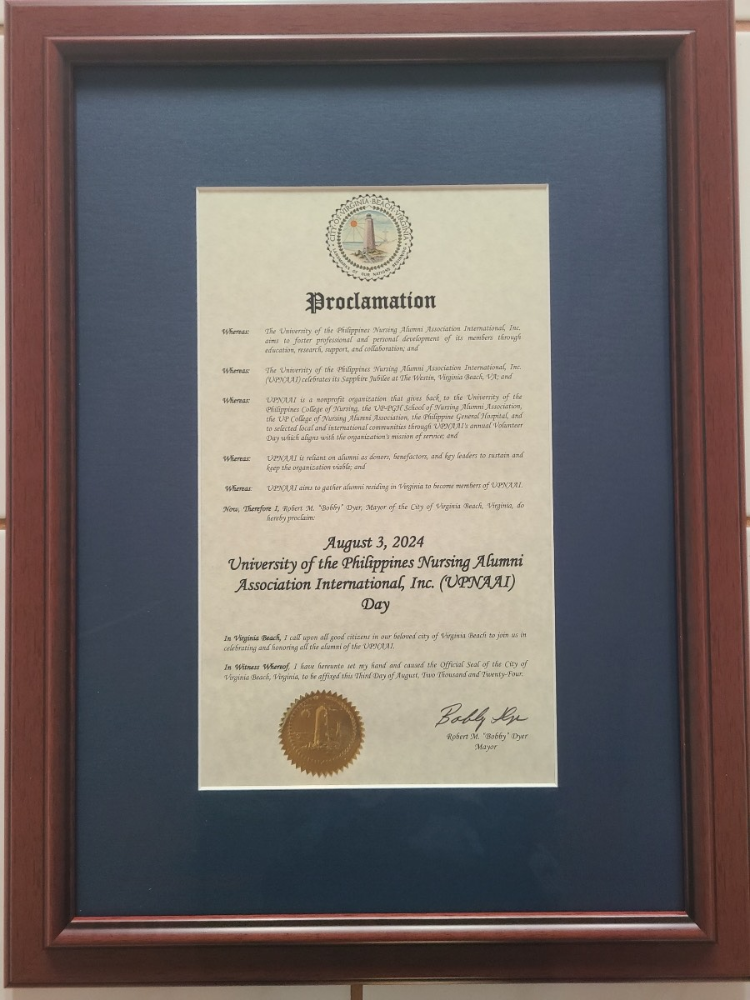 CITY OF VIRGINIA BEACH, VIRGINIA
LANDMARKS OF OUR NATION'S BEGINNING
Proclamation
Whereas: The University of the Philippines Nursing Alumni Association International, Inc.
aims to foster professional and personal development of its members through
education, research, support, and collaboration; and
Whereas: The University of the Philippines Nursing Alumni Association International, Inc.
(UPNAAI) celebrates its Sapphire Jubilee at The Westin, Virginia Beach, VA; and
Whereas: UPNAAI is a nonprofit organization that gives back to the University of the
Philippines College of Nursing, the UP-PGH School of Nursing Alumni Association,
the UP College of Nursing Alumni Association, the Philippine General Hospital, and
to selected local and international communities through UPNAAI's annual Volunteer
Day which aligns with the organization's mission of service; and
Whereas: UPNAAI is reliant on alumni as donors, benefactors, and key leaders to sustain and
keep the organization viable; and
Whereas: UPNAAI aims to gather alumni residing in Virginia to become members of UPNAAI.
Now, Therefore I, Robert M. "Bobby" Dyer, Mayor of the City of Virginia Beach, Virginia, do
hereby proclaim:
August 3, 2024
University of the Philippines Nursing Alumni
Association International, Inc. (UPNAAI)
Day
In Virginia Beach, I call upon all good citizens in our beloved city of Virginia Beach to join us in
celebrating and honoring all the alumni of the UPNAAI.
In Witness Whereof, I have hereunto set my hand and caused the Official Seal of the City of
Virginia Beach, Virginia, to be affixed this Third Day of August, Two Thousand and Twenty-Four.
Bobby Dyer
Robert M. "Bobby" Dyer
Mayor